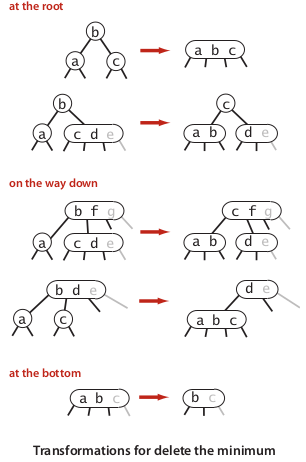 at the root
b
a c
a b c
b
a c d e
c
a b d e
on the way down
b f g
a c d e
c f g
a b d e
b d e
a c
d e
a b c
at the bottom
a b c
b c
Transformations for delete the minimum